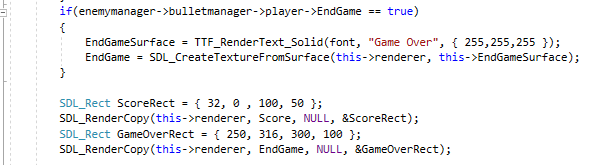 if(enemymanager->bulletmanager->player->EndGame == true)
{
EndGameSurface = TTF_RenderText_Solid(font, "Game Over", { 255,255,255 });
EndGame = SDL_CreateTextureFromSurface(this->renderer, this->EndGameSurface);
}
SDL_Rect ScoreRect = { 32, 0 , 100, 50 };
SDL_RenderCopy(this->renderer, Score, NULL, &ScoreRect);
SDL_Rect GameOverRect = { 250, 316, 300, 100 };
SDL_RenderCopy(this->renderer, EndGame, NULL, &GameOverRect);